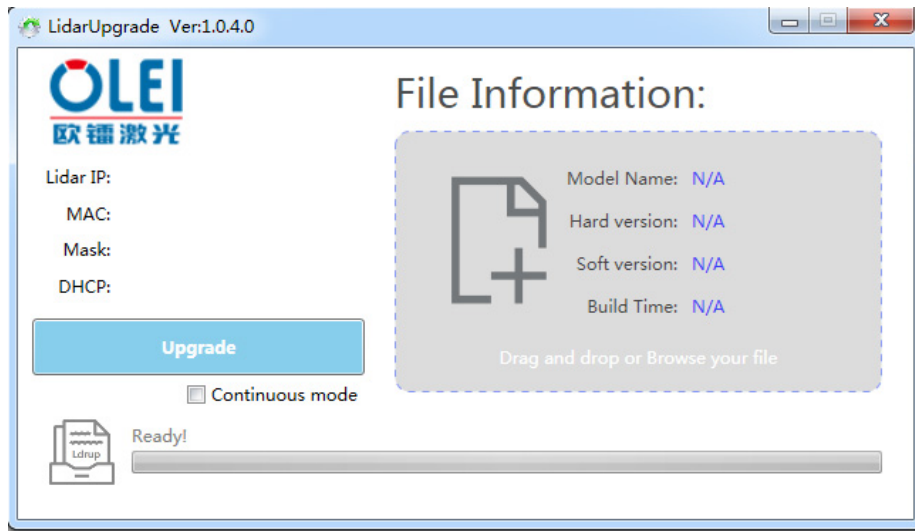 LidarUpgrade Ver:1.0.4.0
OLEI
欧镭激光
Lidar IP:
MAC:
Mask:
DHCP:
Upgrade
Continuous mode
File Information:
Model Name: N/A
Hard version: N/A
Soft version: N/A
Build Time: N/A
Drag and drop or Browse your file
Ldrup
Ready!